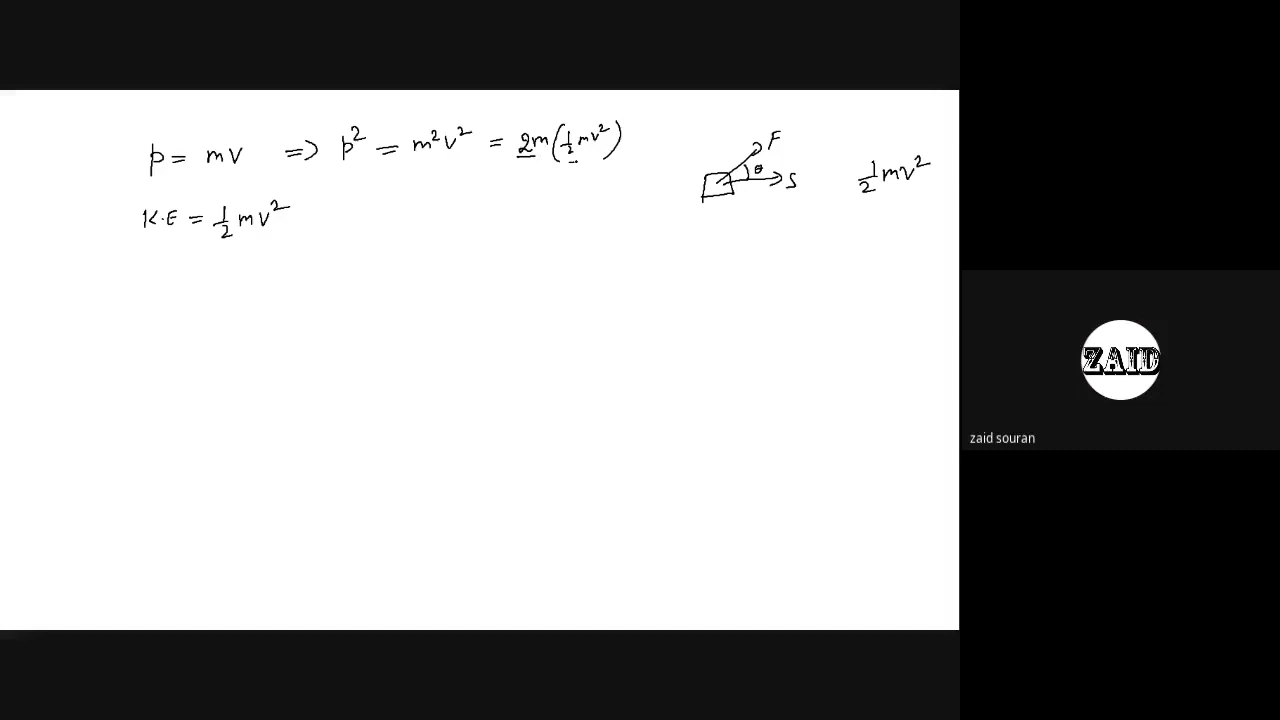 p = mv => p² = m²v² = 2m(½mv²)
F
θ
S
½mv²
K.E = ½mv²
ZAID
zaid souran